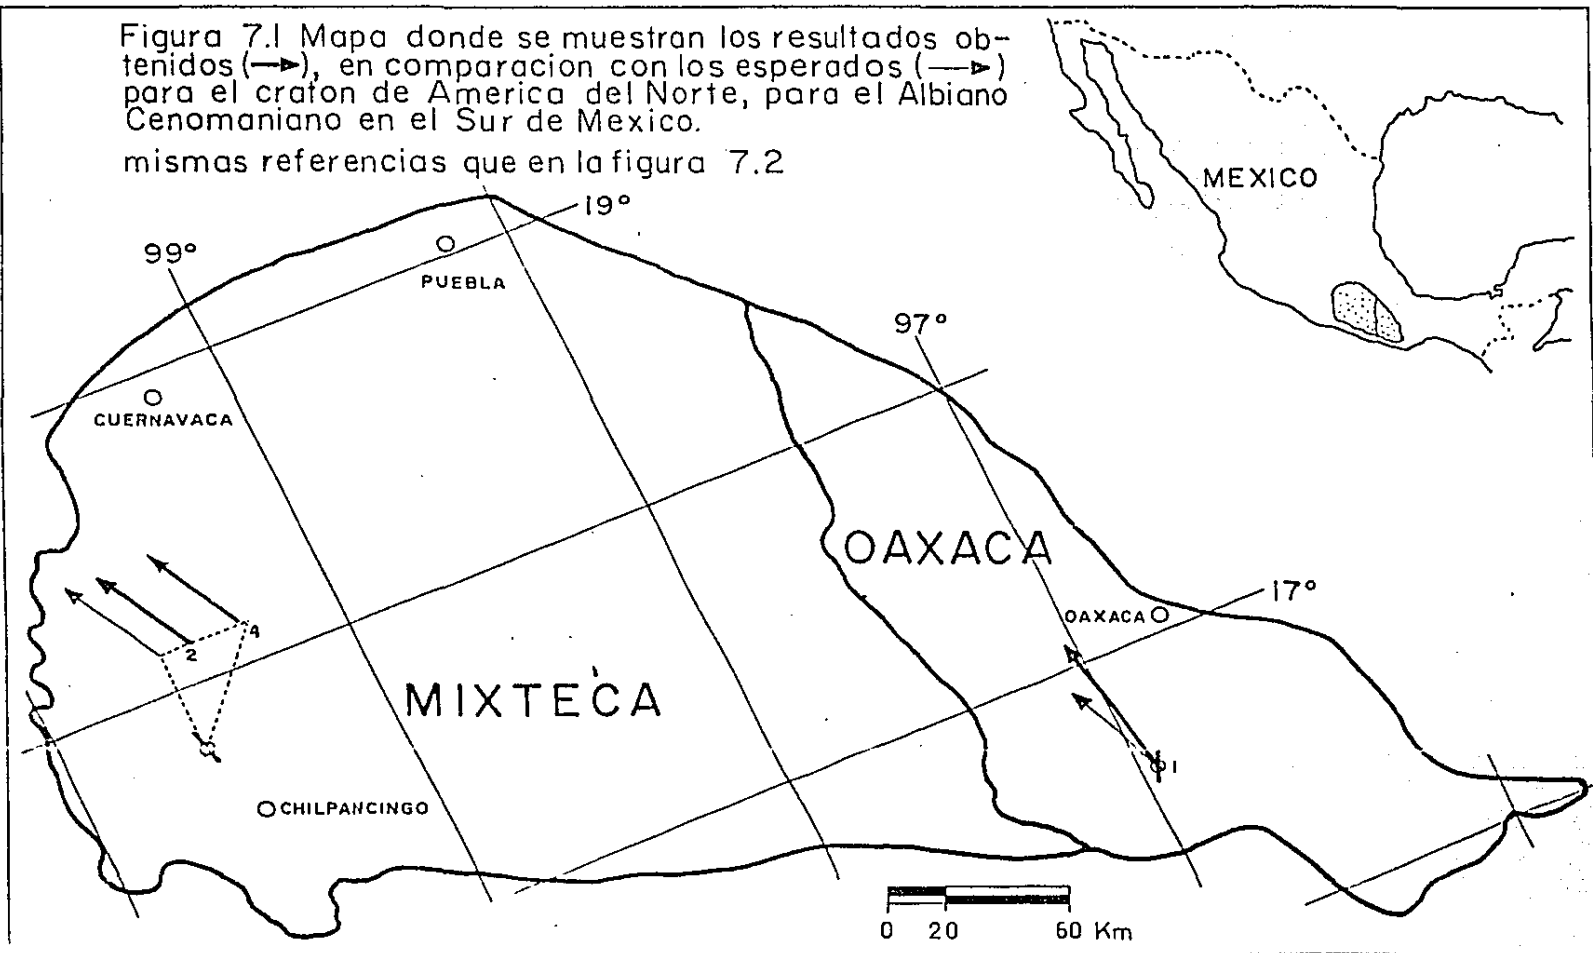 Figura 7.1 Mapa donde se muestran los resultados ob-
tenidos (→), en comparacion con los esperados (→)
para el craton de America del Norte, para el Albiano
Cenomaniano en el Sur de Mexico.
mismas referencias que en la figura 7.2
MEXICO
19°
99°
PUEBLA
97°
CUERNAVACA
OAXACA
17°
OAXACA
4
2
MIXTECA
1
CHILPANCINGO
0 20 60 Km